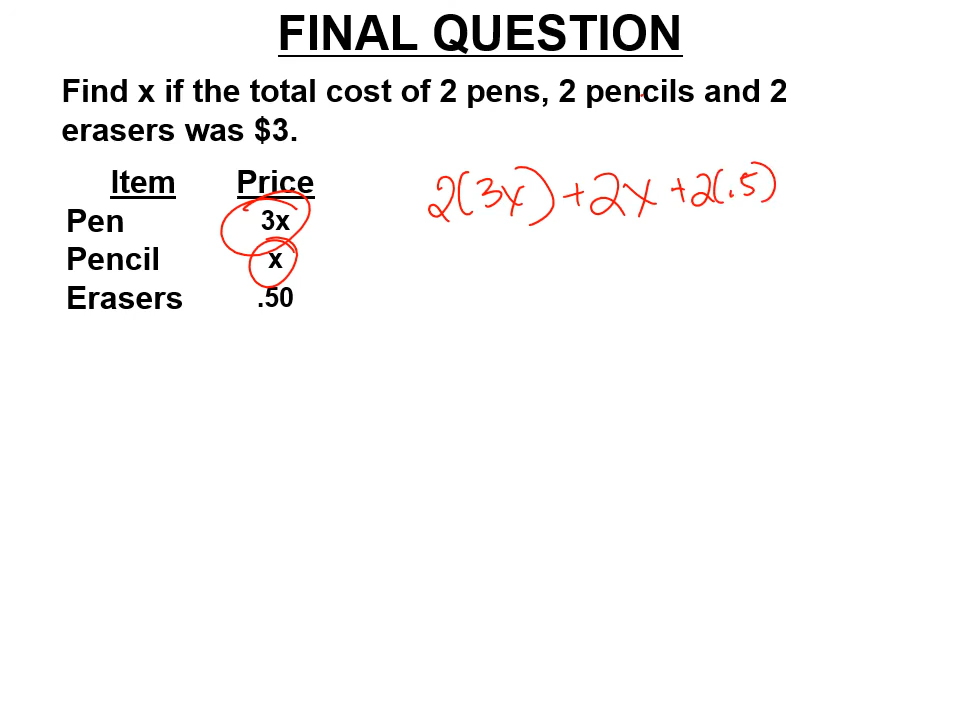 FINAL QUESTION
Find x if the total cost of 2 pens, 2 pencils and 2
erasers was $3.
Item Price
Pen 3x
Pencil x
Erasers .50
2(3x) + 2x + 2(.5)